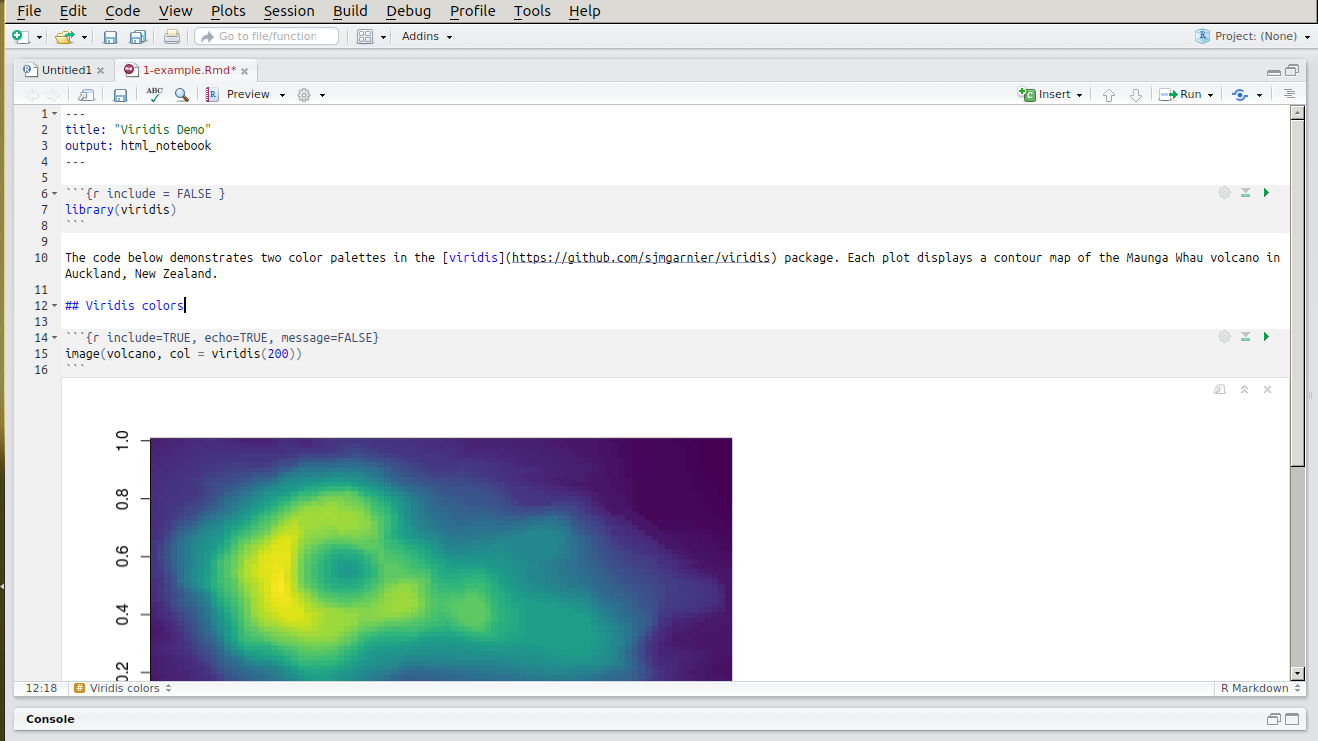 File Edit Code View Plots Session Build Debug Profile Tools Help
Go to file/function Addins Project: (None)
Untitled1 1-example.Rmd*
ABC Preview Insert Run
1 ---
2 title: "Viridis Demo"
3 output: html_notebook
4 ---
5
6 ```{r include = FALSE }
7 library(viridis)
8 ```
9
10 The code below demonstrates two color palettes in the [viridis](https://github.com/sjmgarnier/viridis) package. Each plot displays a contour map of the Maunga Whau volcano in
Auckland, New Zealand.
11
12 ## Viridis colors
13
14 ```{r include=TRUE, echo=TRUE, message=FALSE}
15 image(volcano, col = viridis(200))
16 ```
1.0
0.8
0.6
0.4
0.2
12:18 # Viridis colors R Markdown
Console